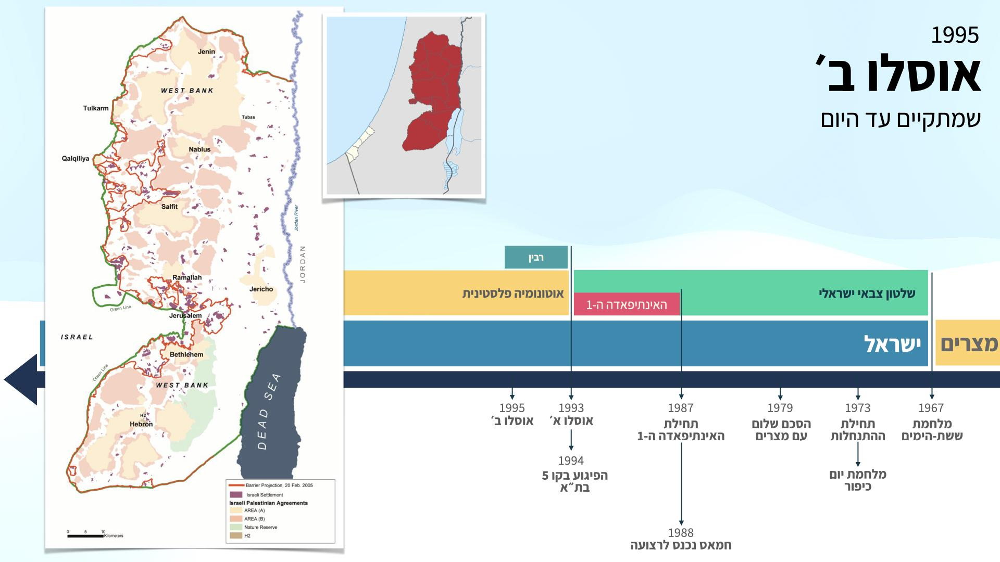 1995
אוסלו ב׳
שמתקיים עד היום
Jenin
WEST BANK
Tulkarm
Tubas
Nablus
Qalqiliya
Salfit
Jordan River
JORDAN
Ramallah
Jericho
Green Line
Jerusalem
ISRAEL
Bethlehem
Green Line
WEST BANK
DEAD SEA
H2
Hebron
Barrier Projection, 20 Feb. 2005
Israeli Settlement
Israeli Palestinian Agreements
AREA (A)
AREA (B)
Nature Reserve
H2
0 5 10
Kilometers
רבין
שלטון צבאי ישראלי
אוטונומיה פלסטינית
האינתיפאדה ה-1
מצרים
ישראל
1967
מלחמת
ששת-הימים
1973
תחילת
ההתנחלות
מלחמת יום
כיפור
1979
הסכם שלום
עם מצרים
1987
תחילת
האינתיפאדה ה-1
1988
חמאס נכנס לרצועה
1993
אוסלו א׳
1994
הפיגוע בקו 5
בת״א
1995
אוסלו ב׳